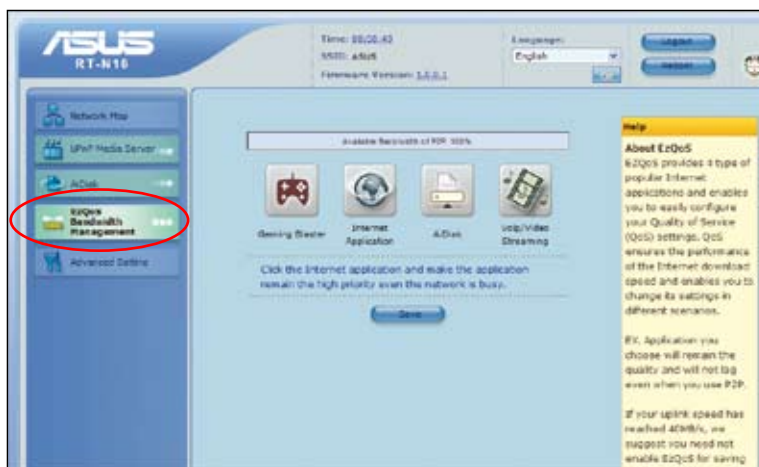 ASUS
RT-N16
Time:
SSID: ASUS
Firmware Version: 1.0.0.1
Language:
English
Logout
Reboot
Network Map
UPnP Media Server
AiDisk
EzQoS
Bandwidth
Management
Advanced Setting
Available Bandwidth of P2P: 100%
Gaming Blaster
Internet
Application
AiDisk
Voip/Video
Streaming
Click the Internet application and make the application
remain the high priority even the network is busy.
Save
Help
About EzQoS
EZQoS provides 4 type of
popular Internet
applications and enables
you to easily configure
your Quality of Service
(QoS) settings. QoS
ensures the performance
of the Internet download
speed and enables you to
change its settings in
different scenarios.
EX. Application you
choose will remain the
quality and will not lag
even when you use P2P.
If your uplink speed has
reached 40MB/s, we
suggest you need not
enable EzQoS for saving